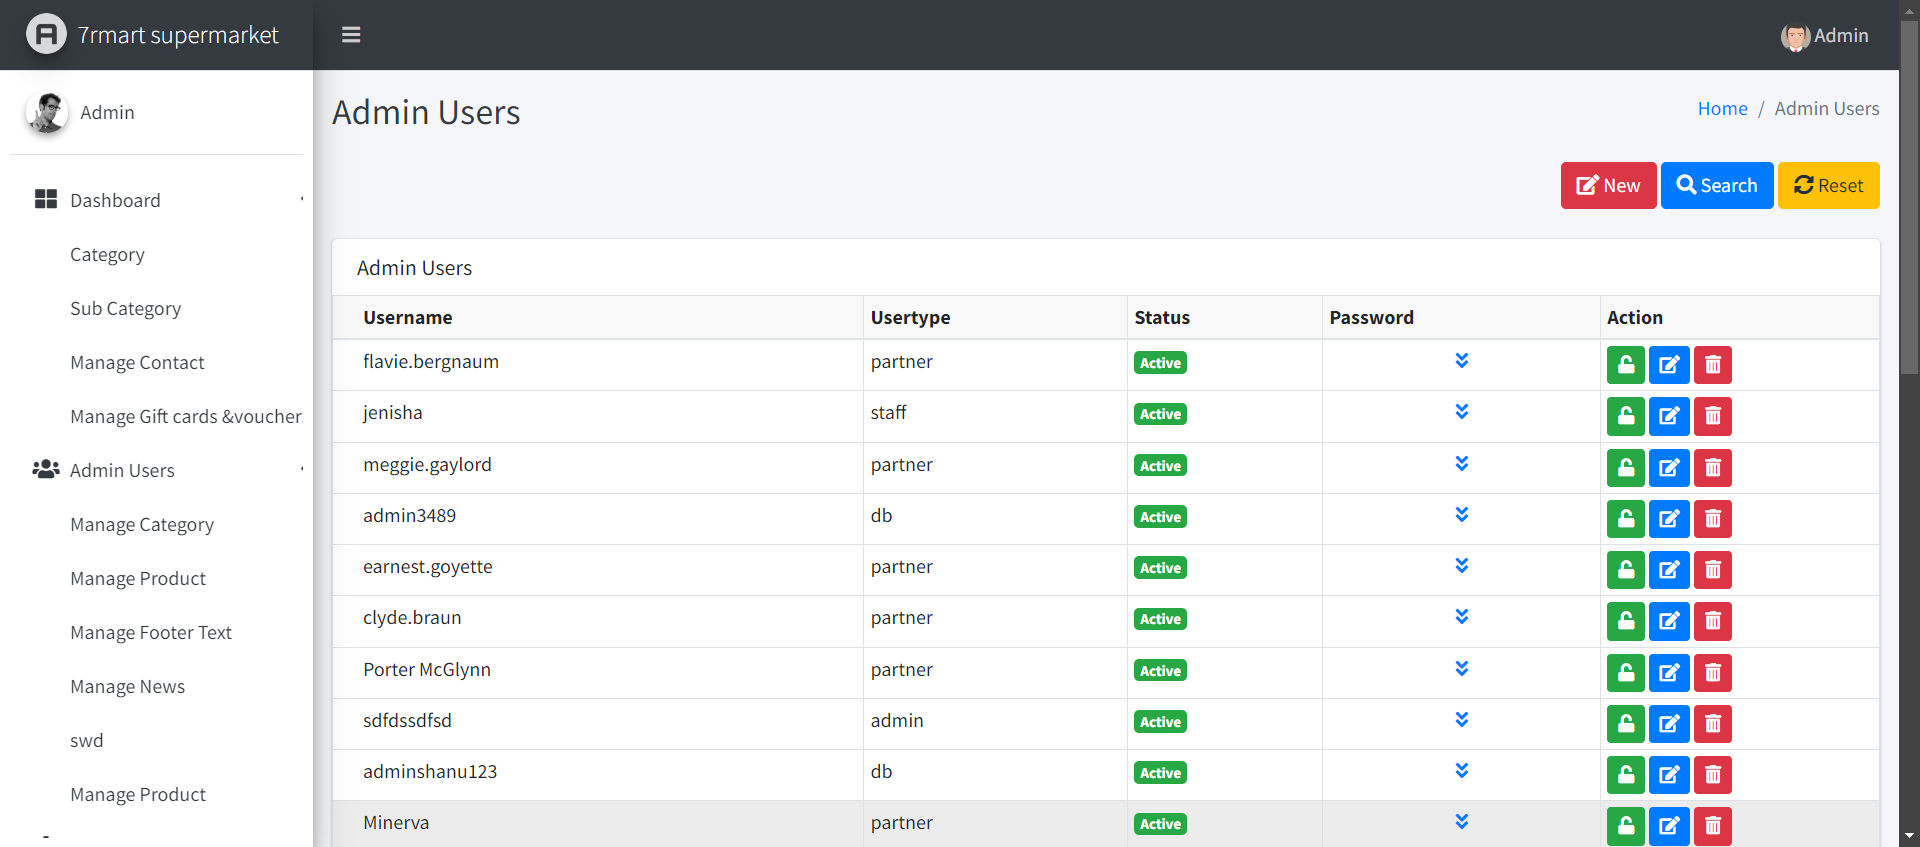 7rmart supermarket
Admin
Admin
Dashboard
Category
Sub Category
Manage Contact
Manage Gift cards &voucher
Admin Users
Manage Category
Manage Product
Manage Footer Text
Manage News
swd
Manage Product
Admin Users
Home / Admin Users
New Search Reset
Admin Users
Username Usertype Status Password Action
flavie.bergnaum partner Active
jenisha staff Active
meggie.gaylord partner Active
admin3489 db Active
earnest.goyette partner Active
clyde.braun partner Active
Porter McGlynn partner Active
sdfdssdfsd admin Active
adminshanu123 db Active
Minerva partner Active